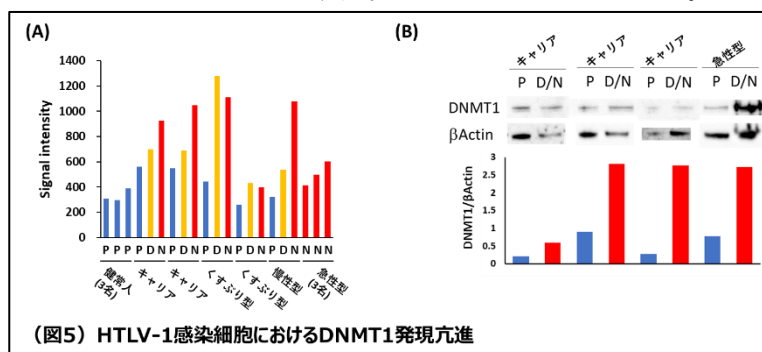 (A)
Signal intensity
1400
1200
1000
800
600
400
200
0
P P P P D N P D N P D N P D N P D N N N N
健常人
(3名)
キャリア
キャリア
くすぶり型
くすぶり型
慢性型
急性型
(3名)
(B)
キャリア キャリア キャリア 急性型
P D/N P D/N P D/N P D/N
DNMT1
βActin
DNMT1/βActin
3
2.5
2
1.5
1
0.5
0
(図5) HTLV-1感染細胞におけるDNMT1発現亢進